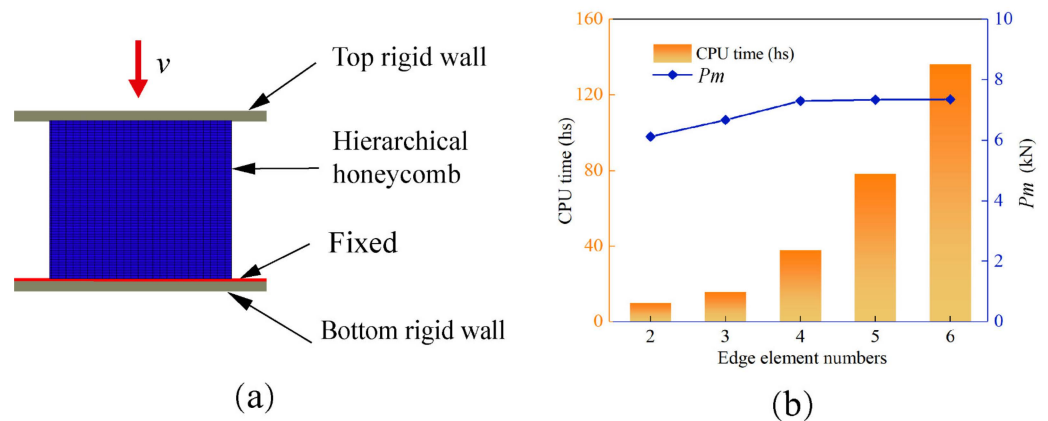 v
Top rigid wall
Hierarchical
honeycomb
Fixed
Bottom rigid wall
(a)
160
120
80
40
0
CPU time (hs)
CPU time (hs)
Pm
10
8
6
4
2
0
Pm (kN)
2 3 4 5 6
Edge element numbers
(b)